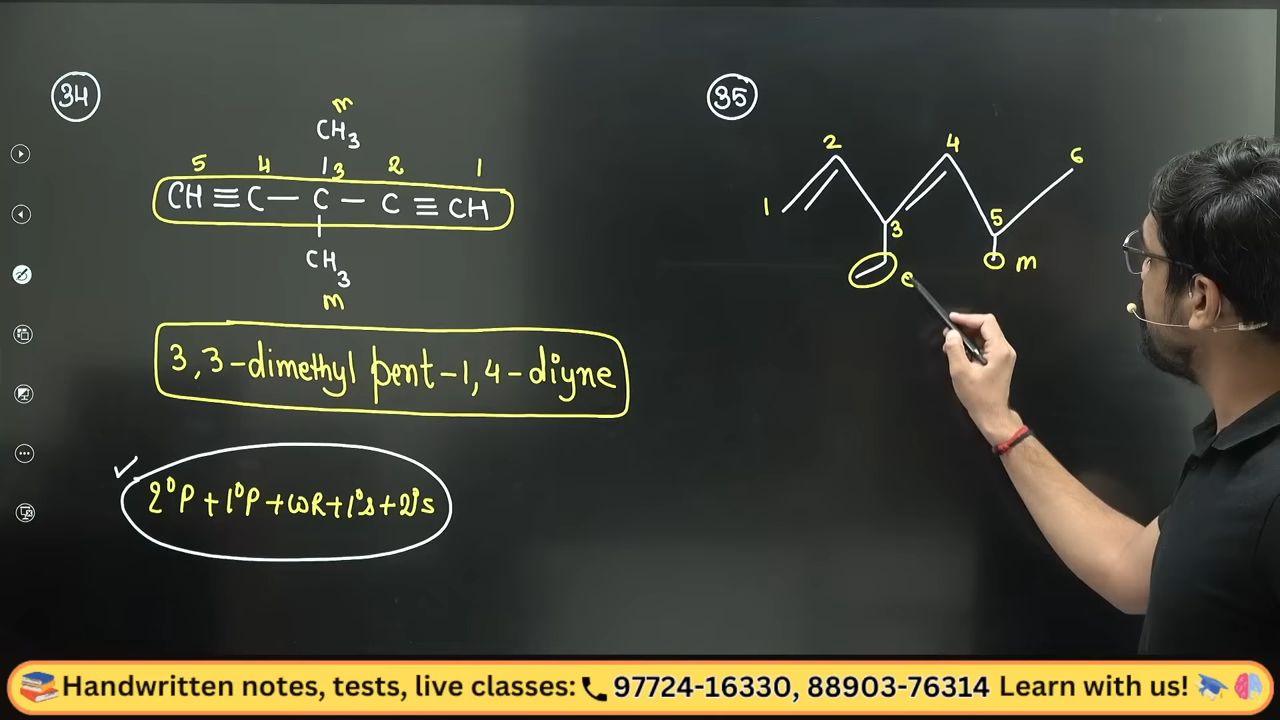 34
m
CH3
5 4 3 2 1
CH ≡ C — C — C ≡ CH
CH3
m
3,3-dimethyl pent-1,4-diyne
✓
2°P + 1°P + WR + 1°s + 2°s
35
2 4 6
1 3 5
e m
Handwritten notes, tests, live classes: 97724-16330, 88903-76314 Learn with us!